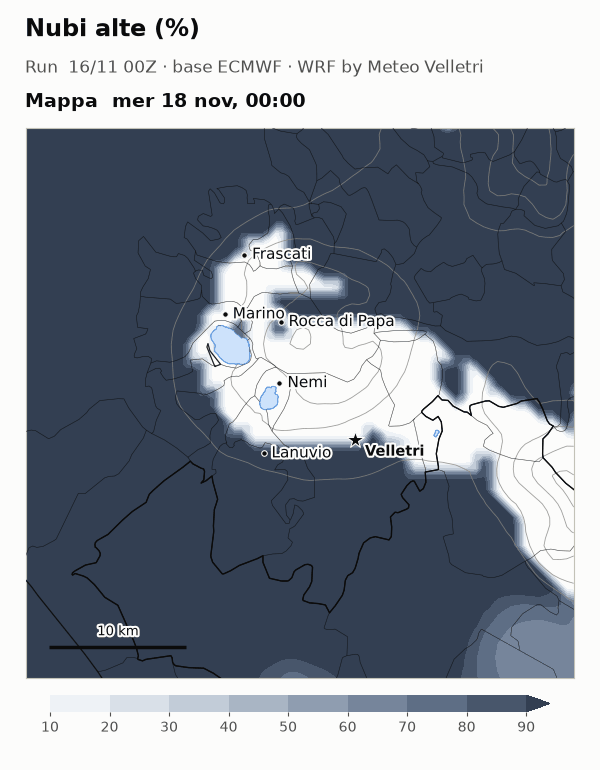 Nubi alte (%)
Run  16/11 00Z · base ECMWF · WRF by Meteo Velletri
Mappa  mer 18 nov, 00:00
Frascati
Marino
Rocca di Papa
Nemi
Velletri
Lanuvio
10 km
10 20 30 40 50 60 70 80 90